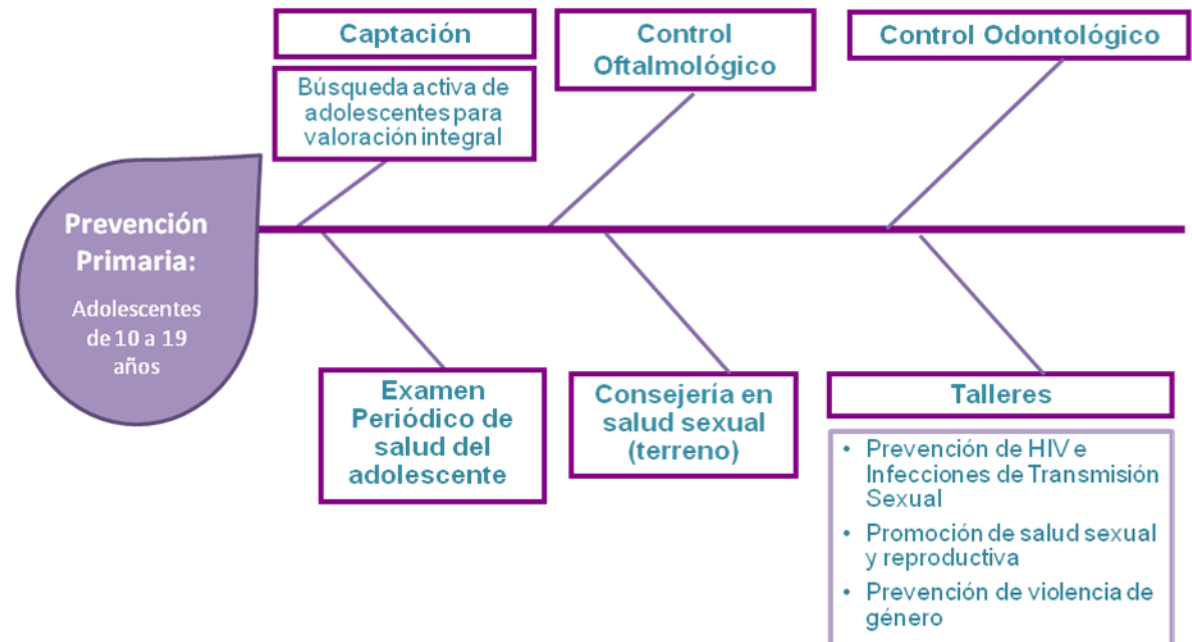 Captación
Búsqueda activa de
adolescentes para
valoración integral
Control
Oftalmológico
Control Odontológico
Prevención
Primaria:
Adolescentes
de 10 a 19
años
Examen
Periódico de
salud del
adolescente
Consejería en
salud sexual
(terreno)
Talleres
• Prevención de HIV e
Infecciones de Transmisión
Sexual
• Promoción de salud sexual
y reproductiva
• Prevención de violencia de
género